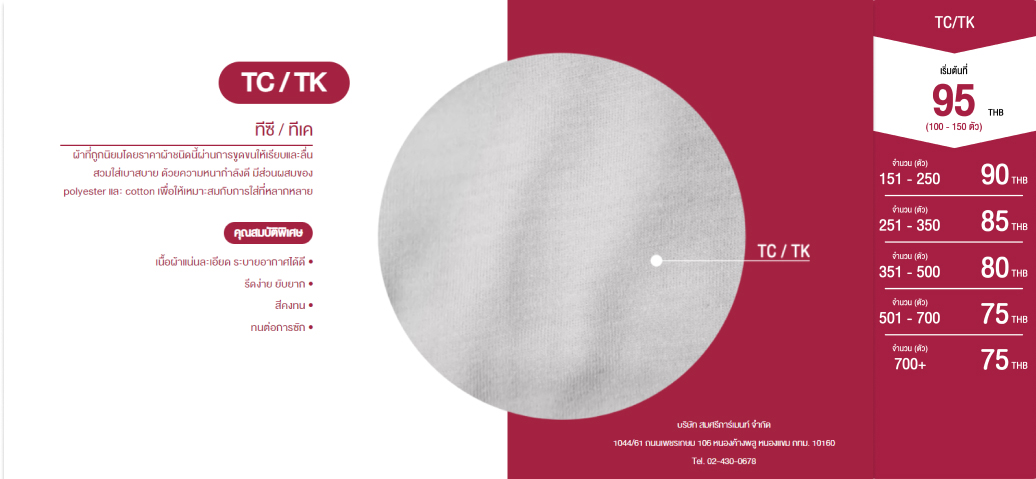 TC / TK
ทีซี / ทีเค
ผ้าที่ถูกนิยมโดยราคาผ้าชนิดนี้ผ่านการขูดขนให้เรียบและลื่น
สวมใส่เบาสบาย ด้วยความหนากำลังดี มีส่วนผสมของ
polyester และ cotton เพื่อให้เหมาะสมกับการใส่ที่หลากหลาย
คุณสมบัติพิเศษ
เนื้อผ้าแน่นละเอียด ระบายอากาศได้ดี •
รีดง่าย ยับยาก •
สีคงทน •
ทนต่อการซัก •
TC / TK
บริษัท สมศรีการ์เมนท์ จำกัด
1044/61 ถนนเพชรเกษม 106 หนองค้างพลู หนองแขม กทม. 10160
Tel. 02-430-0678
TC/TK
เริ่มต้นที่
95 THB
(100 - 150 ตัว)
จำนวน (ตัว)
151 - 250 90 THB
จำนวน (ตัว)
251 - 350 85 THB
จำนวน (ตัว)
351 - 500 80 THB
จำนวน (ตัว)
501 - 700 75 THB
จำนวน (ตัว)
700+ 75 THB